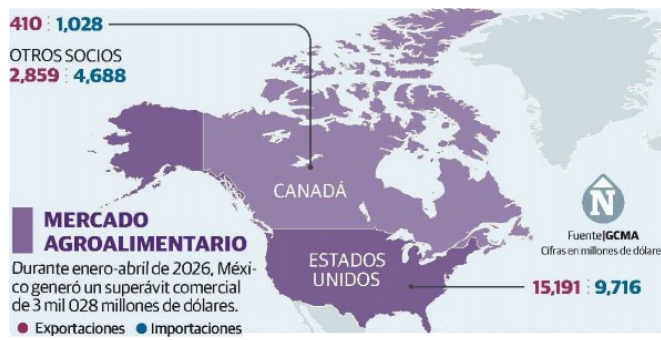 410 : 1,028
OTROS SOCIOS
2,859 : 4,688
CANADÁ
MERCADO
AGROALIMENTARIO
Durante enero-abril de 2026, Méxi-
co generó un superávit comercial
de 3 mil 028 millones de dólares.
Exportaciones Importaciones
ESTADOS
UNIDOS
15,191 : 9,716
N
Fuente|GCMA
Cifras en millones de dólare